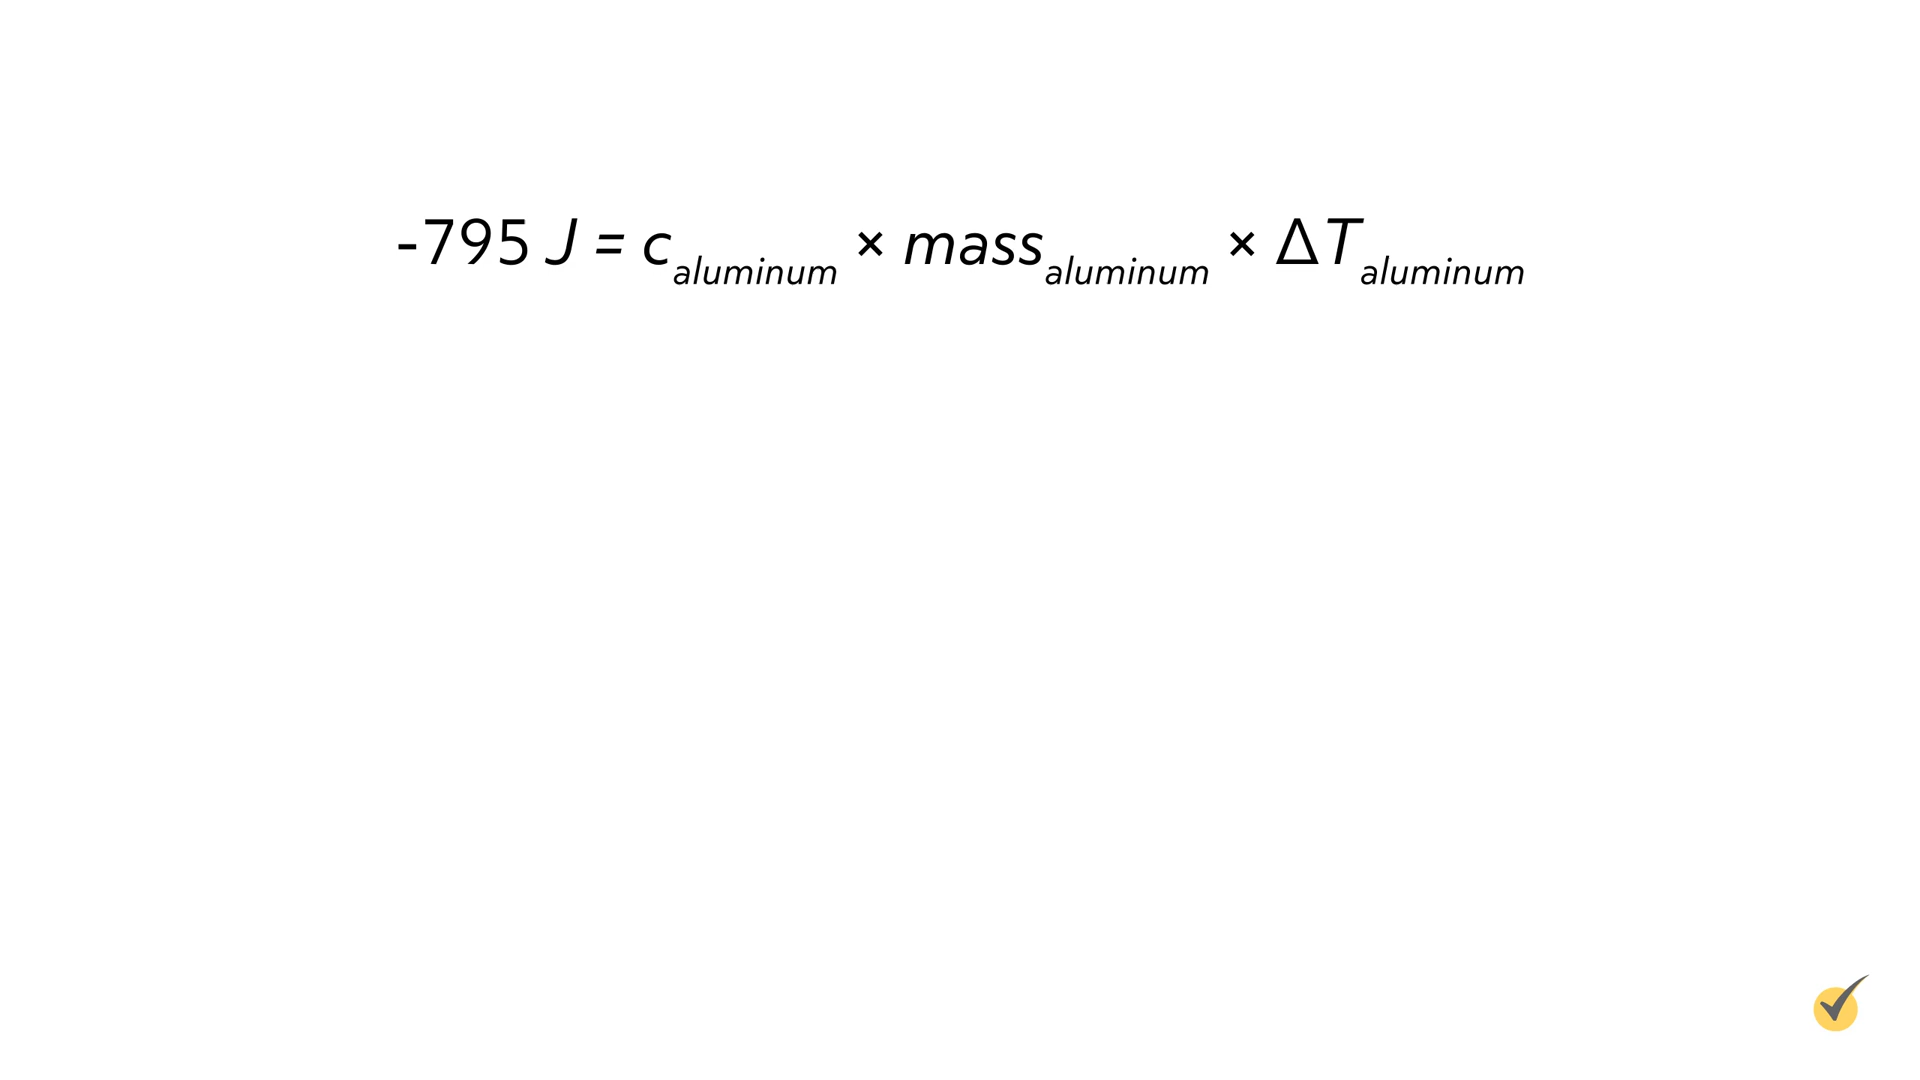 -795 J = c_aluminum × mass_aluminum × ΔT_aluminum